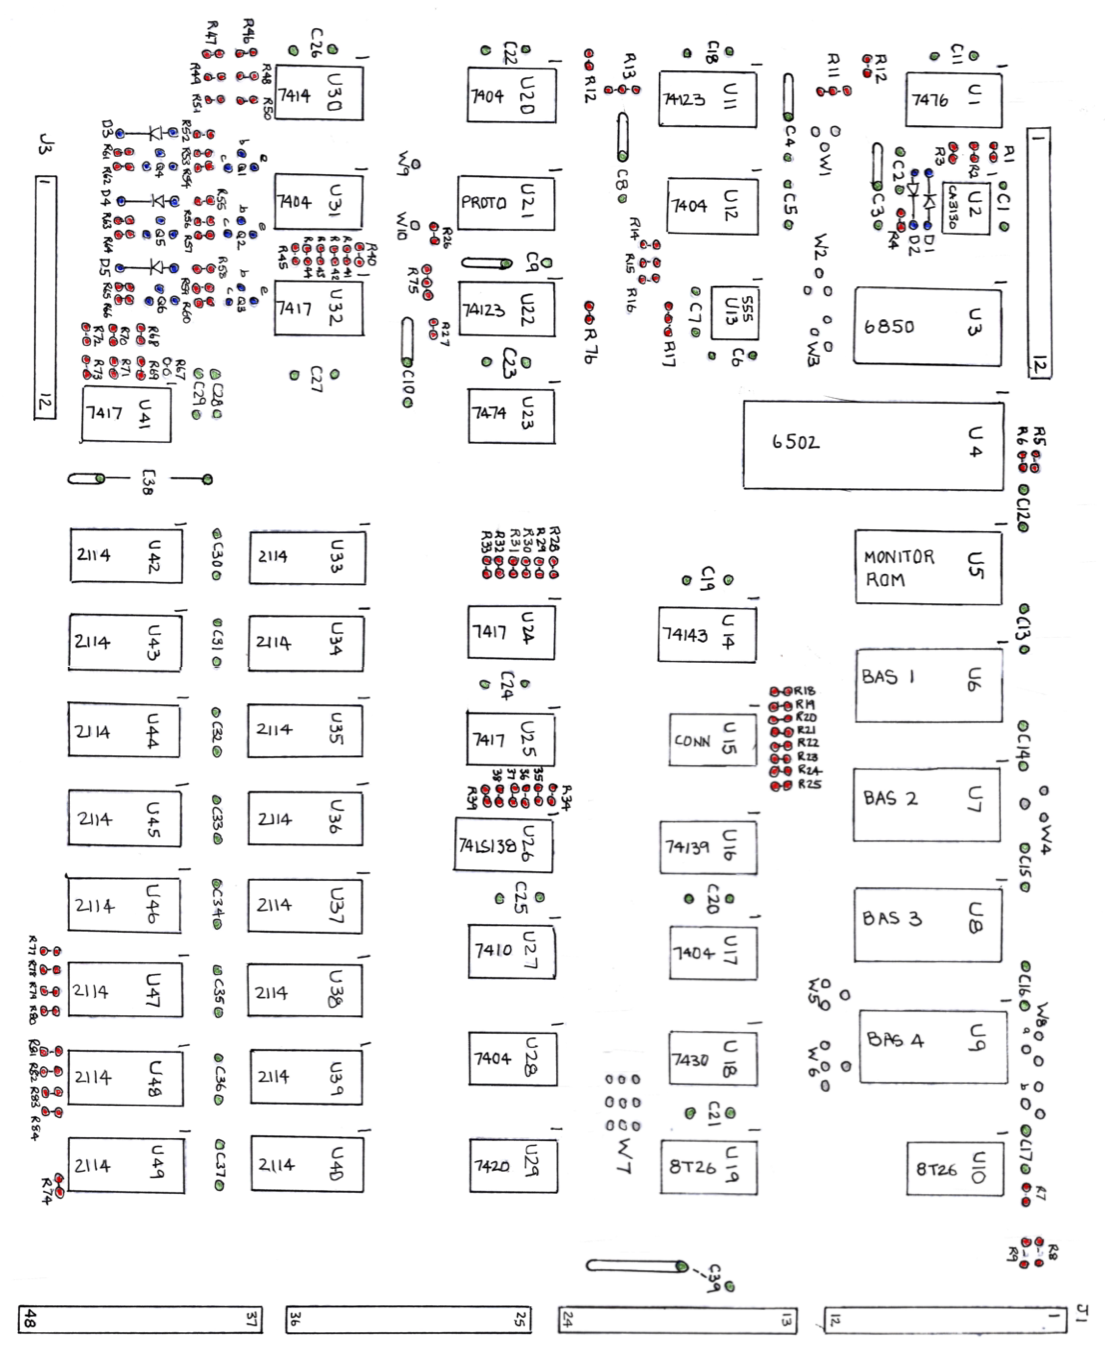 R47
R46
C26
C22
C18
R12
C11
R49
R48
R51
R50
7414 U30
7404 U20
R12
R13
74123 U11
R11
7476 U1
C4
J3
D3
R52
R61
R62
Q4
R53
R54
b
c
e
Q1
W9
C8
W1
R3
R2
R1
C2
1
12
D4
R55
R63
R64
Q5
R56
R57
b
c
e
Q2
7404 U31
PROTO U21
7404 U12
C5
C3
R4
D2
D1
CA3130 U2
C1
W10
R26
R14
R15
R16
W2
D5
R58
R65
R66
Q6
R59
R60
b
c
e
Q3
R45
44
43
42
41
R40
R75
C9
7417 U32
74123 U22
R27
R76
R17
C7
555 U13
C6
W3
6850 U3
R72
R70
R68
R73
R71
R69
R67
C29
C28
C27
C10
C23
7417 U41
7474 U23
6502 U4
R6
R5
1
12
C38
C12
2114 U42
C30
2114 U33
R33
R32
R31
R30
R29
R28
C19
MONITOR U5
ROM
C13
2114 U43
C31
2114 U34
7417 U24
74143 U14
C24
BAS 1 U6
R18
R19
R20
R21
R22
R23
R24
R25
2114 U44
C32
2114 U35
7417 U25
CONN U15
C14
R39
38
37
36
35
R34
BAS 2 U7
W4
2114 U45
C33
2114 U36
74LS138 U26
74139 U16
C15
2114 U46
C34
2114 U37
C25
C20
BAS 3 U8
R77
R78
R79
R80
2114 U47
C35
2114 U38
7410 U27
7404 U17
W5
C16
W8
a
b
R81
R82
R83
R84
2114 U48
C36
2114 U39
7404 U28
7430 U18
W6
BAS 4 U9
W7
C21
C17
2114 U49
C37
2114 U40
7420 U29
8T26 U19
8T26 U10
R74
R7
R9
R8
C39
J1
48 37
36 25
24 13
12 1